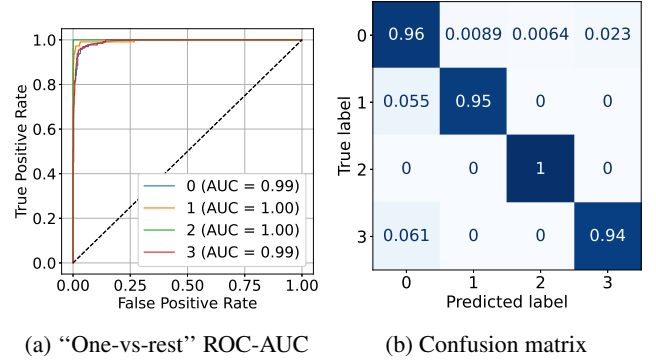 1.0
0.8
0.6
0.4
0.2
0.0
True Positive Rate
0 (AUC = 0.99)
1 (AUC = 1.00)
2 (AUC = 1.00)
3 (AUC = 0.99)
0.00 0.25 0.50 0.75 1.00
False Positive Rate
(a) “One-vs-rest” ROC-AUC
True label
0 0.96 0.0089 0.0064 0.023
1 0.055 0.95 0 0
2 0 0 1 0
3 0.061 0 0 0.94
0 1 2 3
Predicted label
(b) Confusion matrix